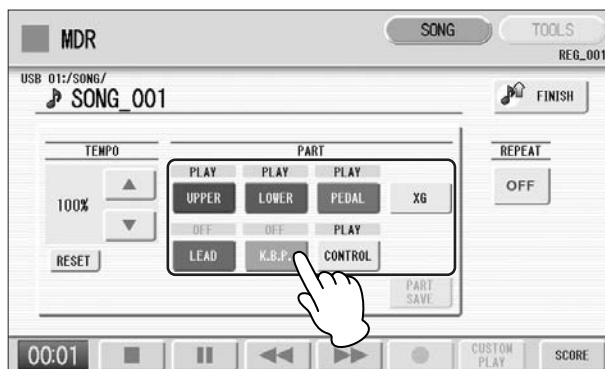 MDR
SONG
TOOLS
REG_001
USB 01:/SONG/
SONG_001
FINISH
TEMPO
PART
REPEAT
PLAY PLAY PLAY
100%
UPPER LOWER PEDAL XG
OFF
OFF OFF PLAY
RESET
LEAD K.B.P. CONTROL
PART
SAVE
00:01
CUSTOM
PLAY
SCORE